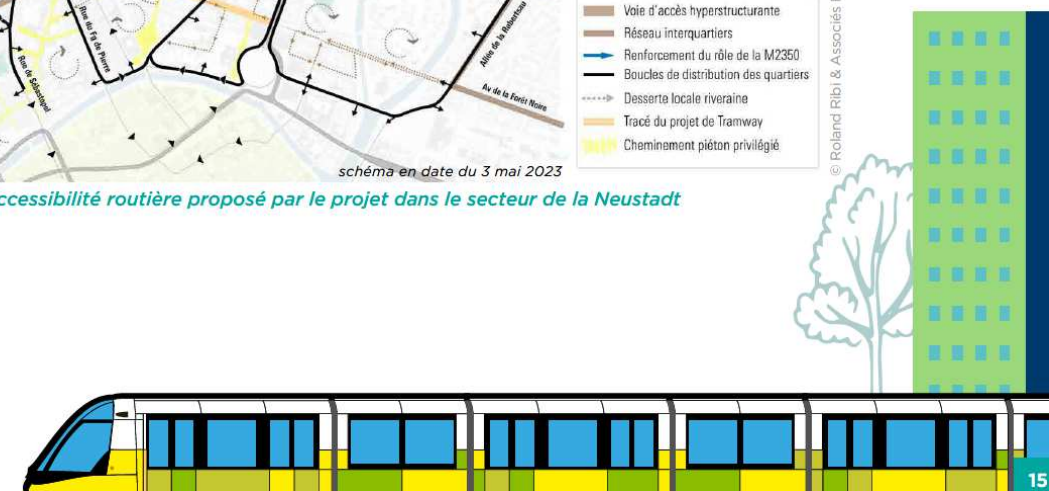 Rue du Fg de Pierre
Rue de Sébastopol
Allée de la Robertsau
Av de la Forêt Noire
Voie d'accès hyperstructurante
Réseau interquartiers
Renforcement du rôle de la M2350
Boucles de distribution des quartiers
Desserte locale riveraine
Tracé du projet de Tramway
Cheminement piéton privilégié
© Roland Ribi & Associés
schéma en date du 3 mai 2023
ccessibilité routière proposé par le projet dans le secteur de la Neustadt
15